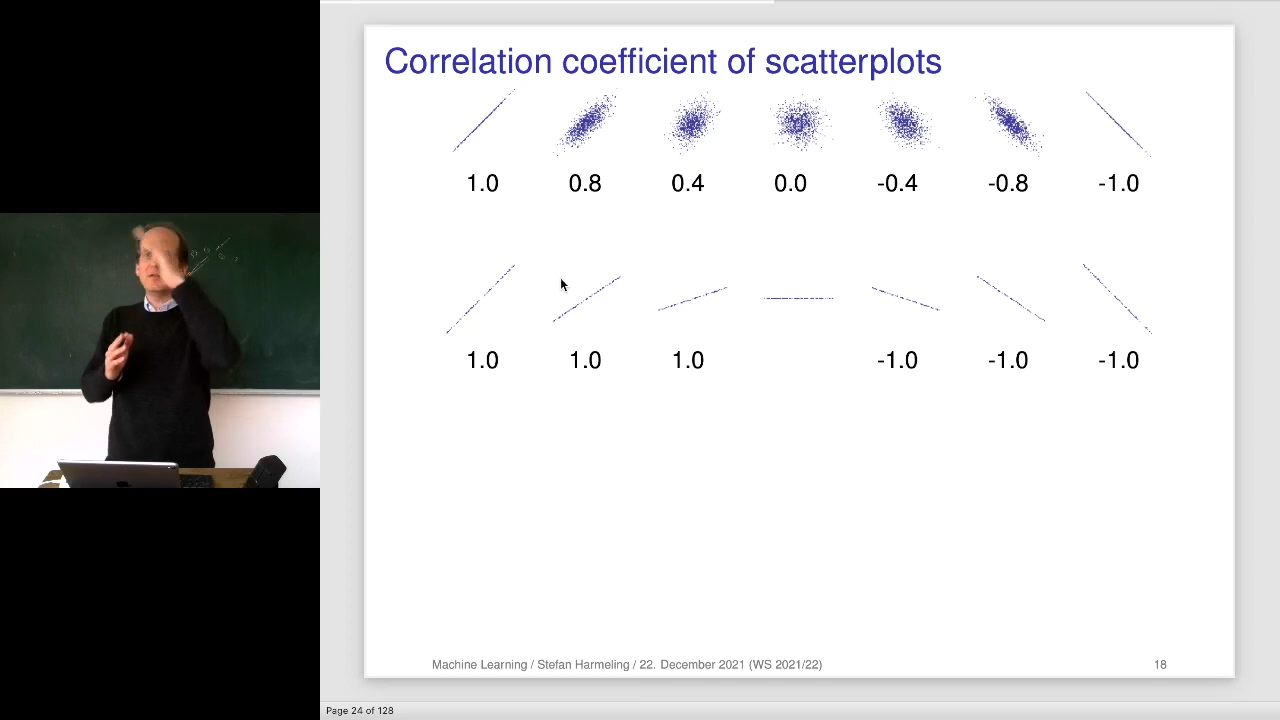 Correlation coefficient of scatterplots
1.0 0.8 0.4 0.0 -0.4 -0.8 -1.0
1.0 1.0 1.0 -1.0 -1.0 -1.0
Machine Learning / Stefan Harmeling / 22. December 2021 (WS 2021/22) 18
Page 24 of 128